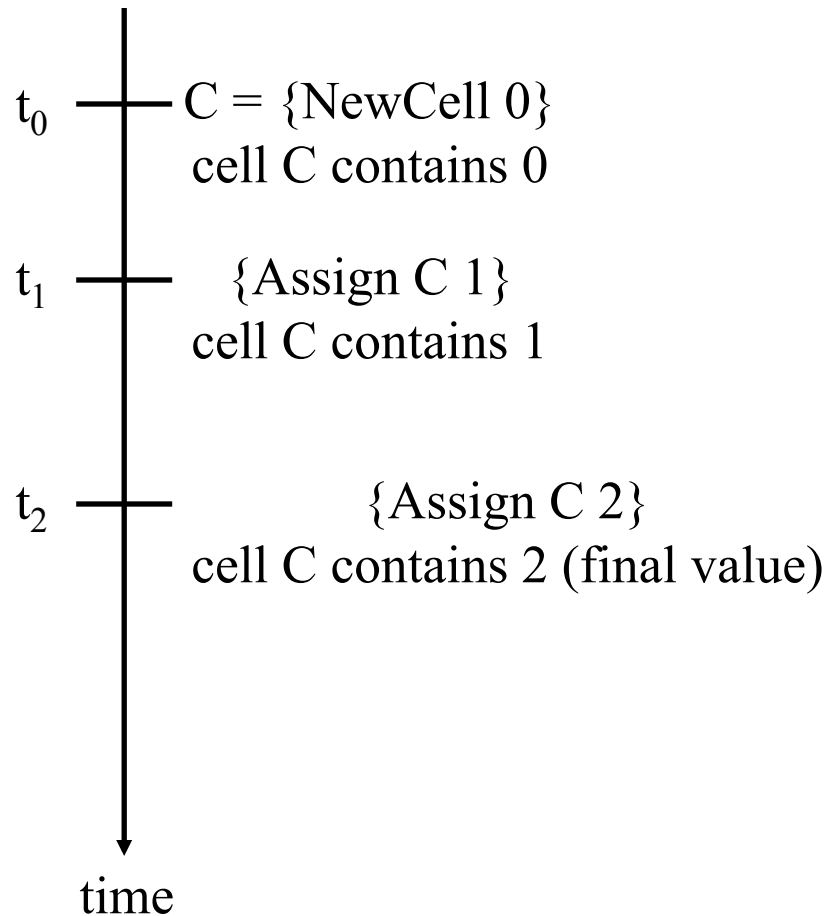 t₀ C = {NewCell 0}
cell C contains 0
t₁ {Assign C 1}
cell C contains 1
t₂ {Assign C 2}
cell C contains 2 (final value)
time